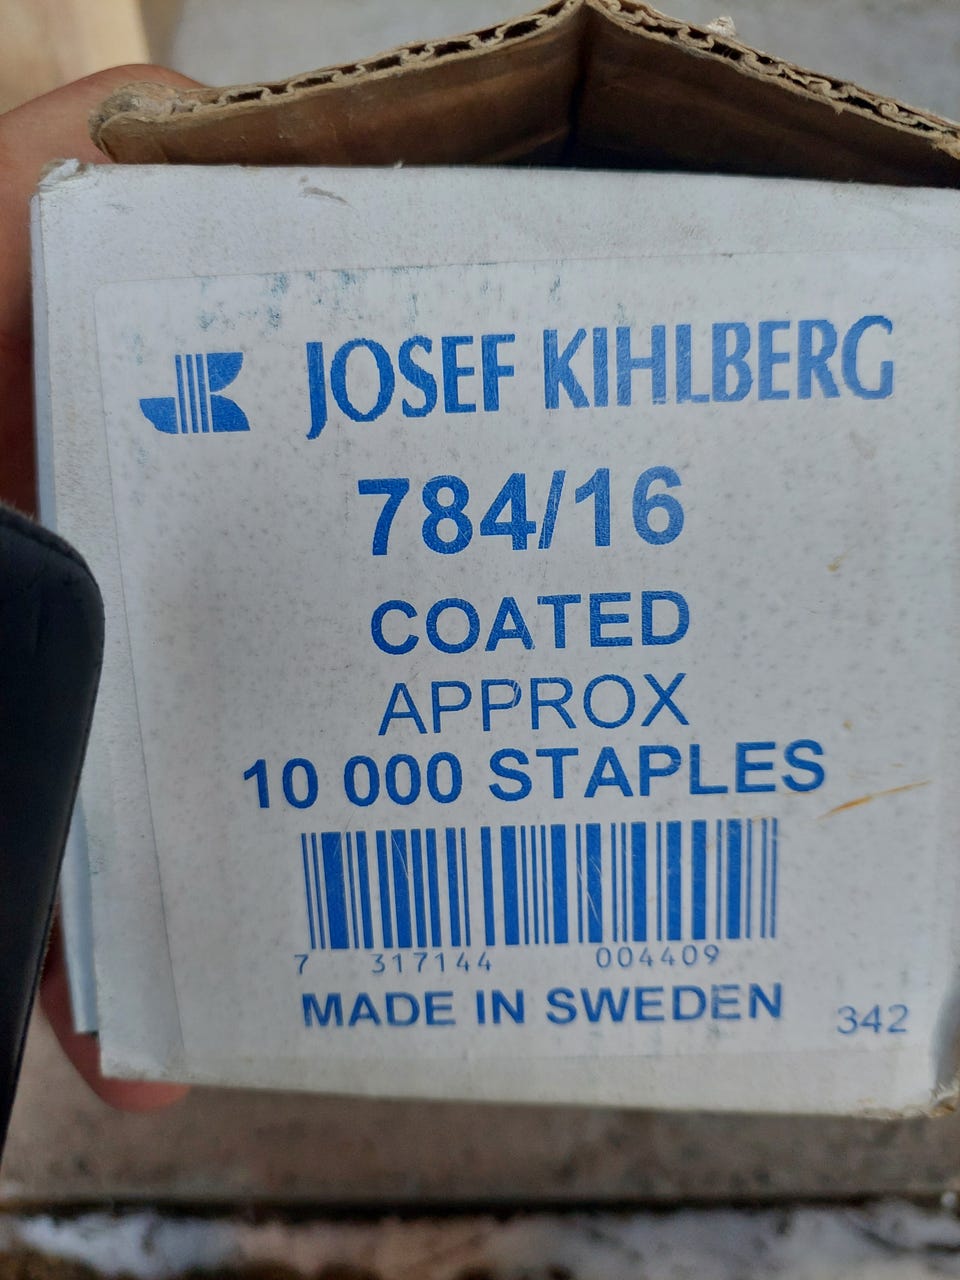 JOSEF KIHLBERG
784/16
COATED
APPROX
10 000 STAPLES
7 317144 004409
MADE IN SWEDEN
342